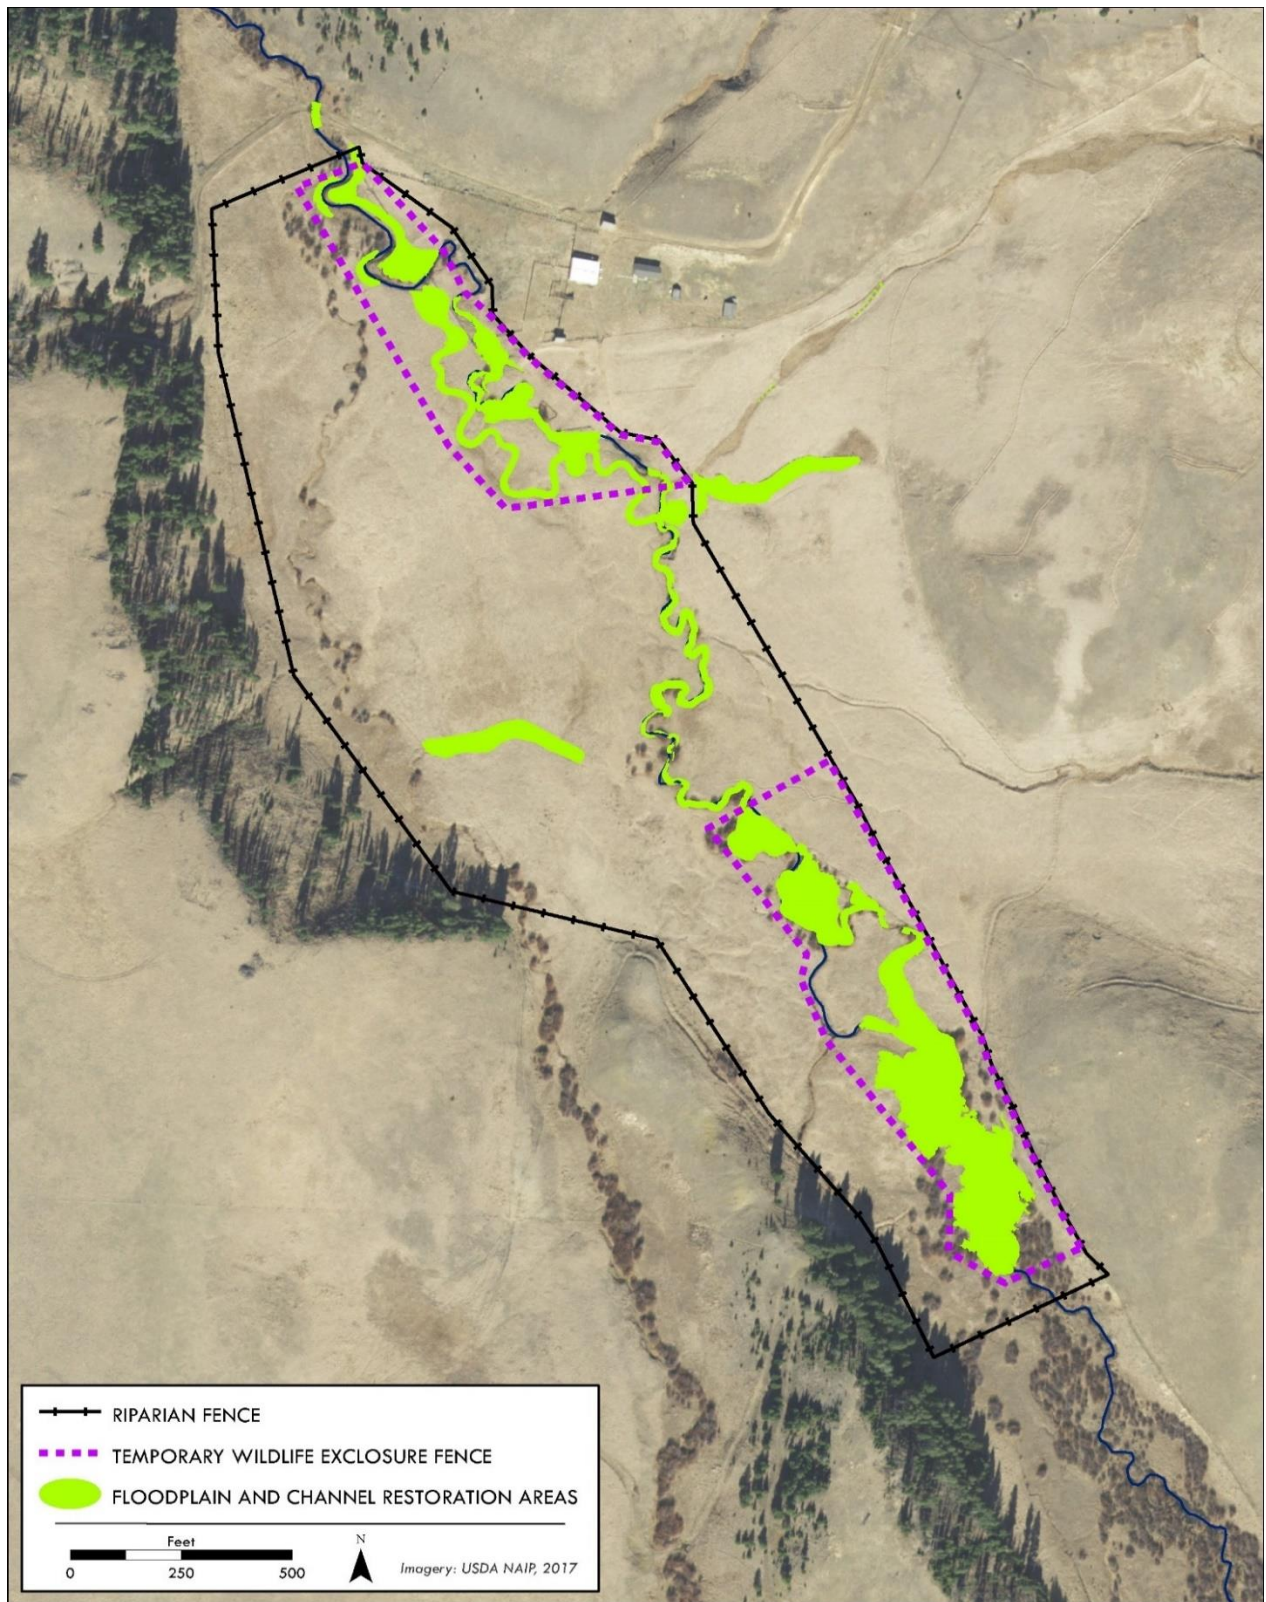 RIPARIAN FENCE
TEMPORARY WILDLIFE EXCLOSURE FENCE
FLOODPLAIN AND CHANNEL RESTORATION AREAS
Feet
0 250 500
N
Imagery: USDA NAIP, 2017